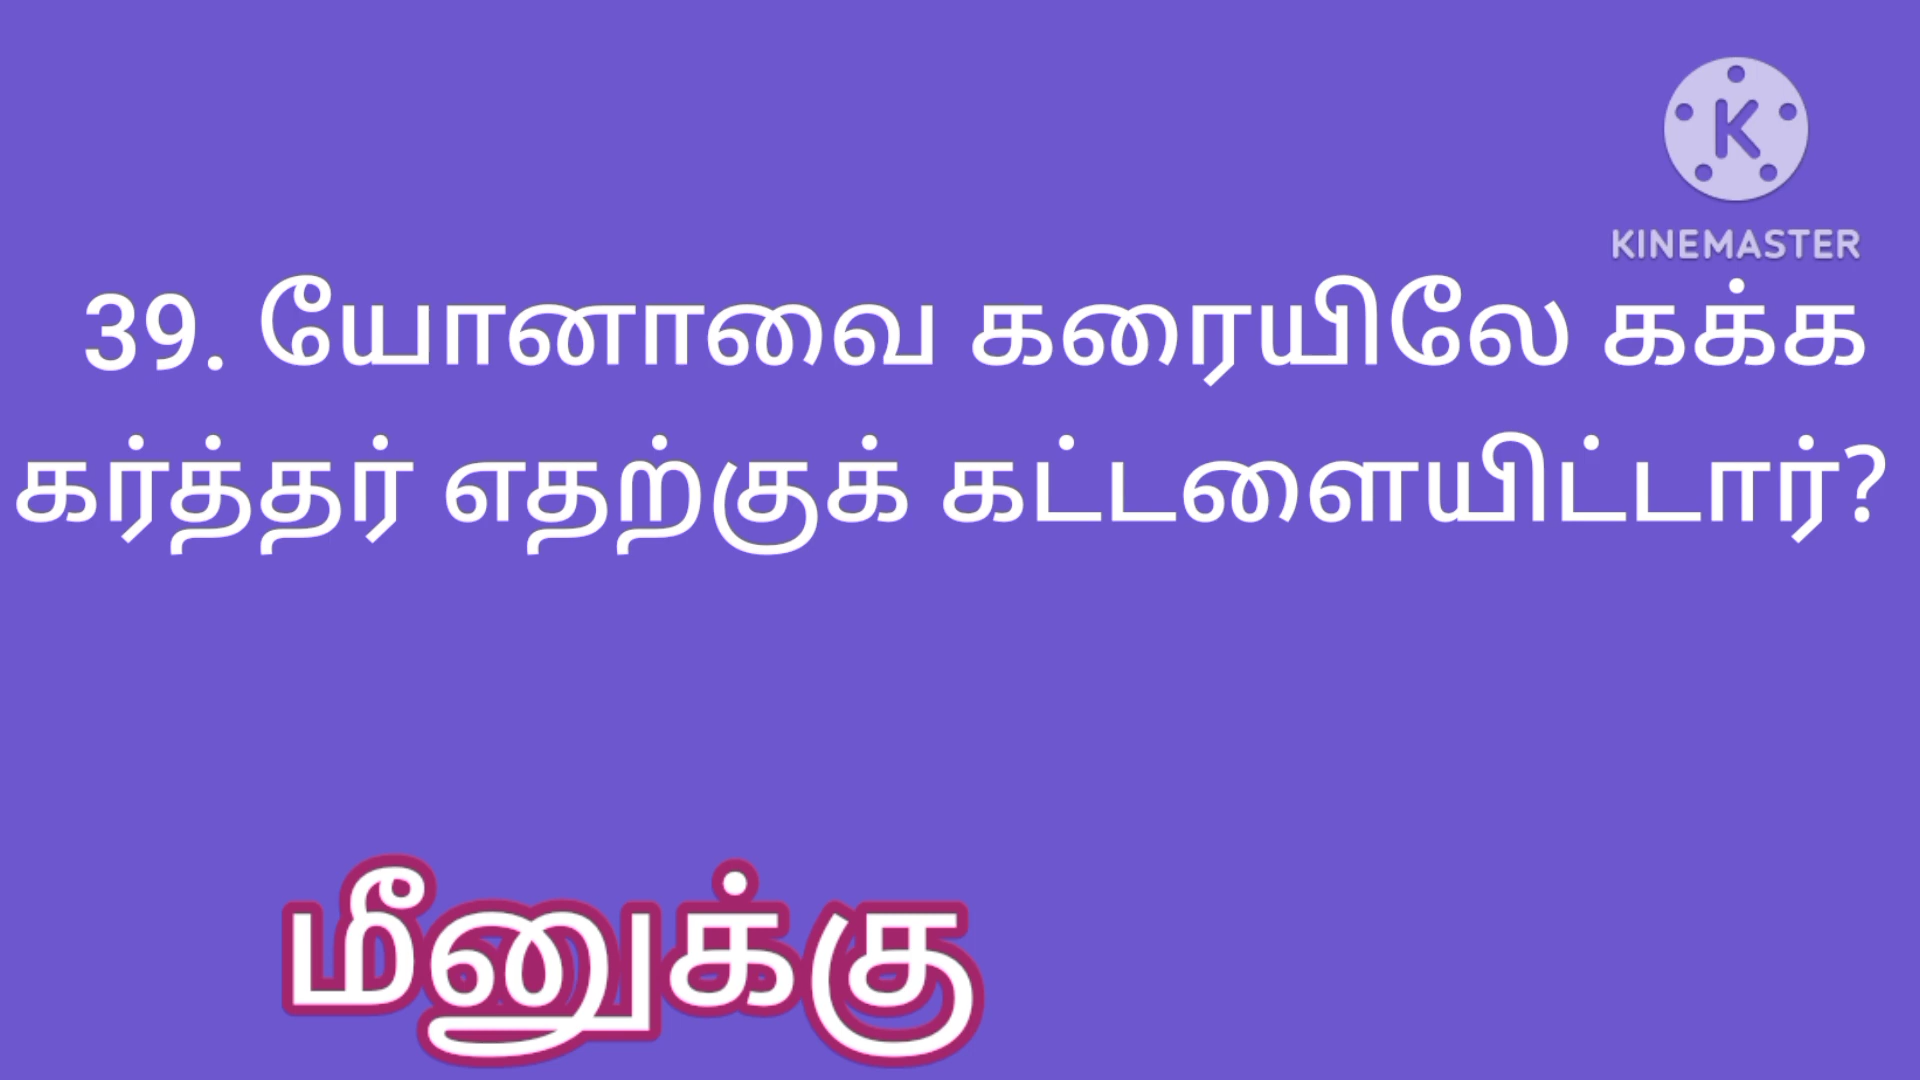 K
KINEMASTER
39. யோனாவை கரையிலே கக்க
கர்த்தர் எதற்குக் கட்டளையிட்டார்?
மீனுக்கு